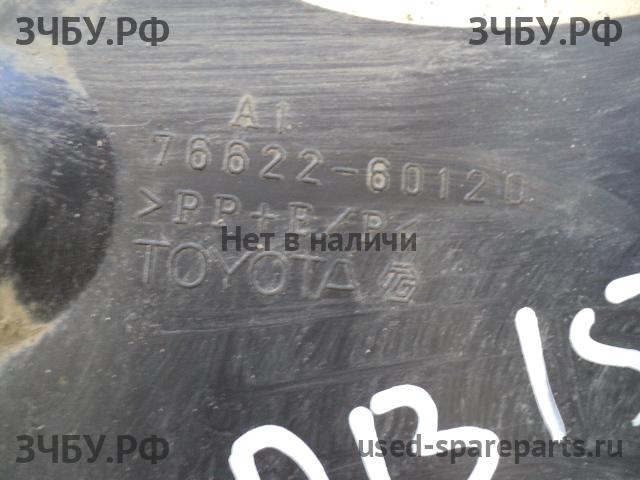 ЗЧБУ.РФ ЗЧБУ.РФ
A1
76622-60120
>PP+E/P<
Нет в наличи
TOYOTA
ЗЧБУ.РФ used-spareparts.ru